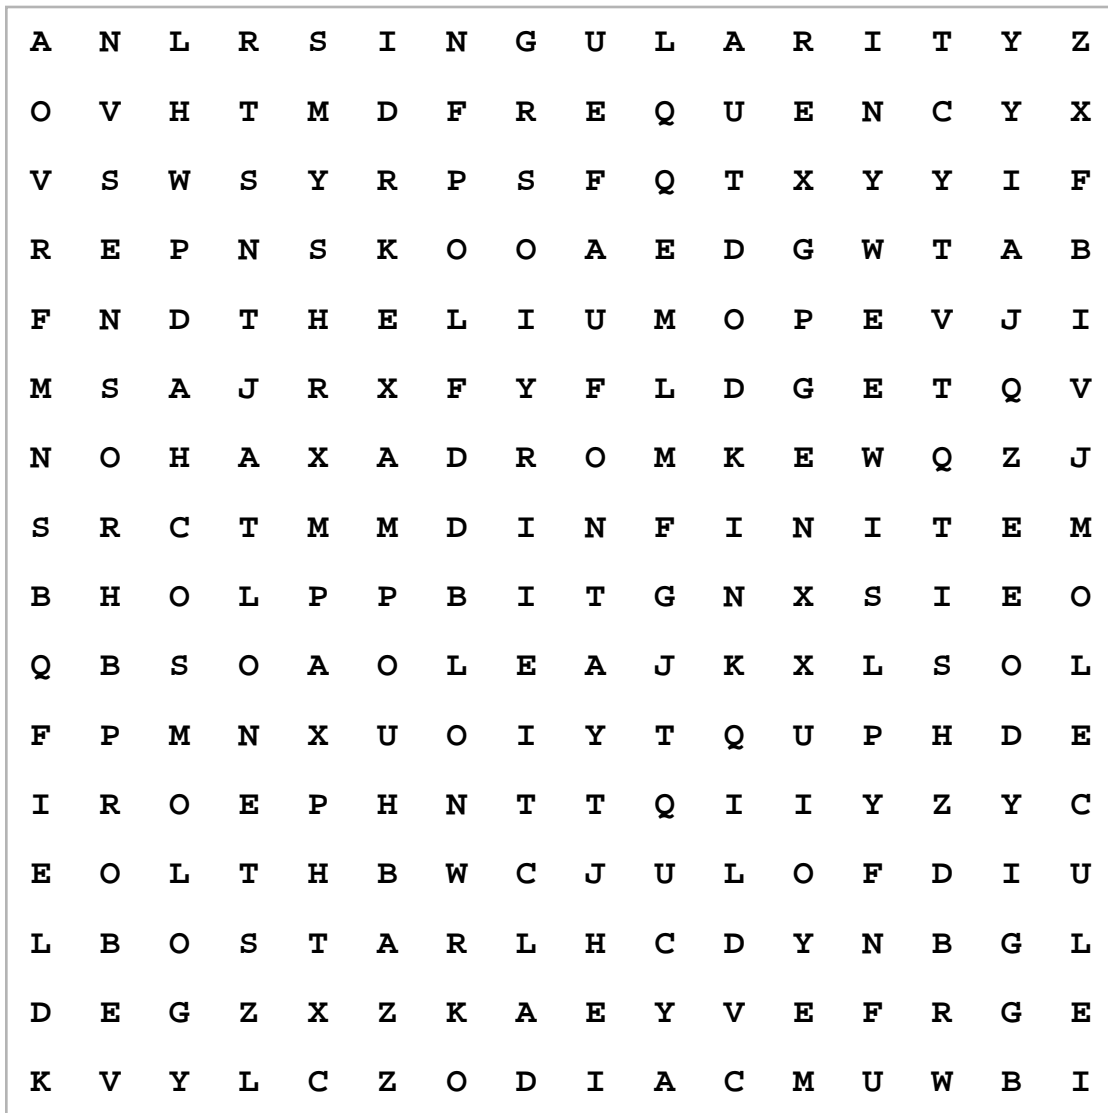 A N L R S I N G U L A R I T Y Z
O V H T M D F R E Q U E N C Y X
V S W S Y R P S F Q T X Y Y I F
R E P N S K O O A E D G W T A B
F N D T H E L I U M O P E V J I
M S A J R X F Y F L D G E T Q V
N O H A X A D R O M K E W Q Z J
S R C T M M D I N F I N I T E M
B H O L P P B I T G N X S I E O
Q B S O A O L E A J K X L S O L
F P M N X U O I Y T Q U P H D E
I R O E P H N T T Q I I Y Z Y C
E O L T H B W C J U L O F D I U
L B O S T A R L H C D Y N B G L
D E G Z X Z K A E Y V E F R G E
K V Y L C Z O D I A C M U W B I